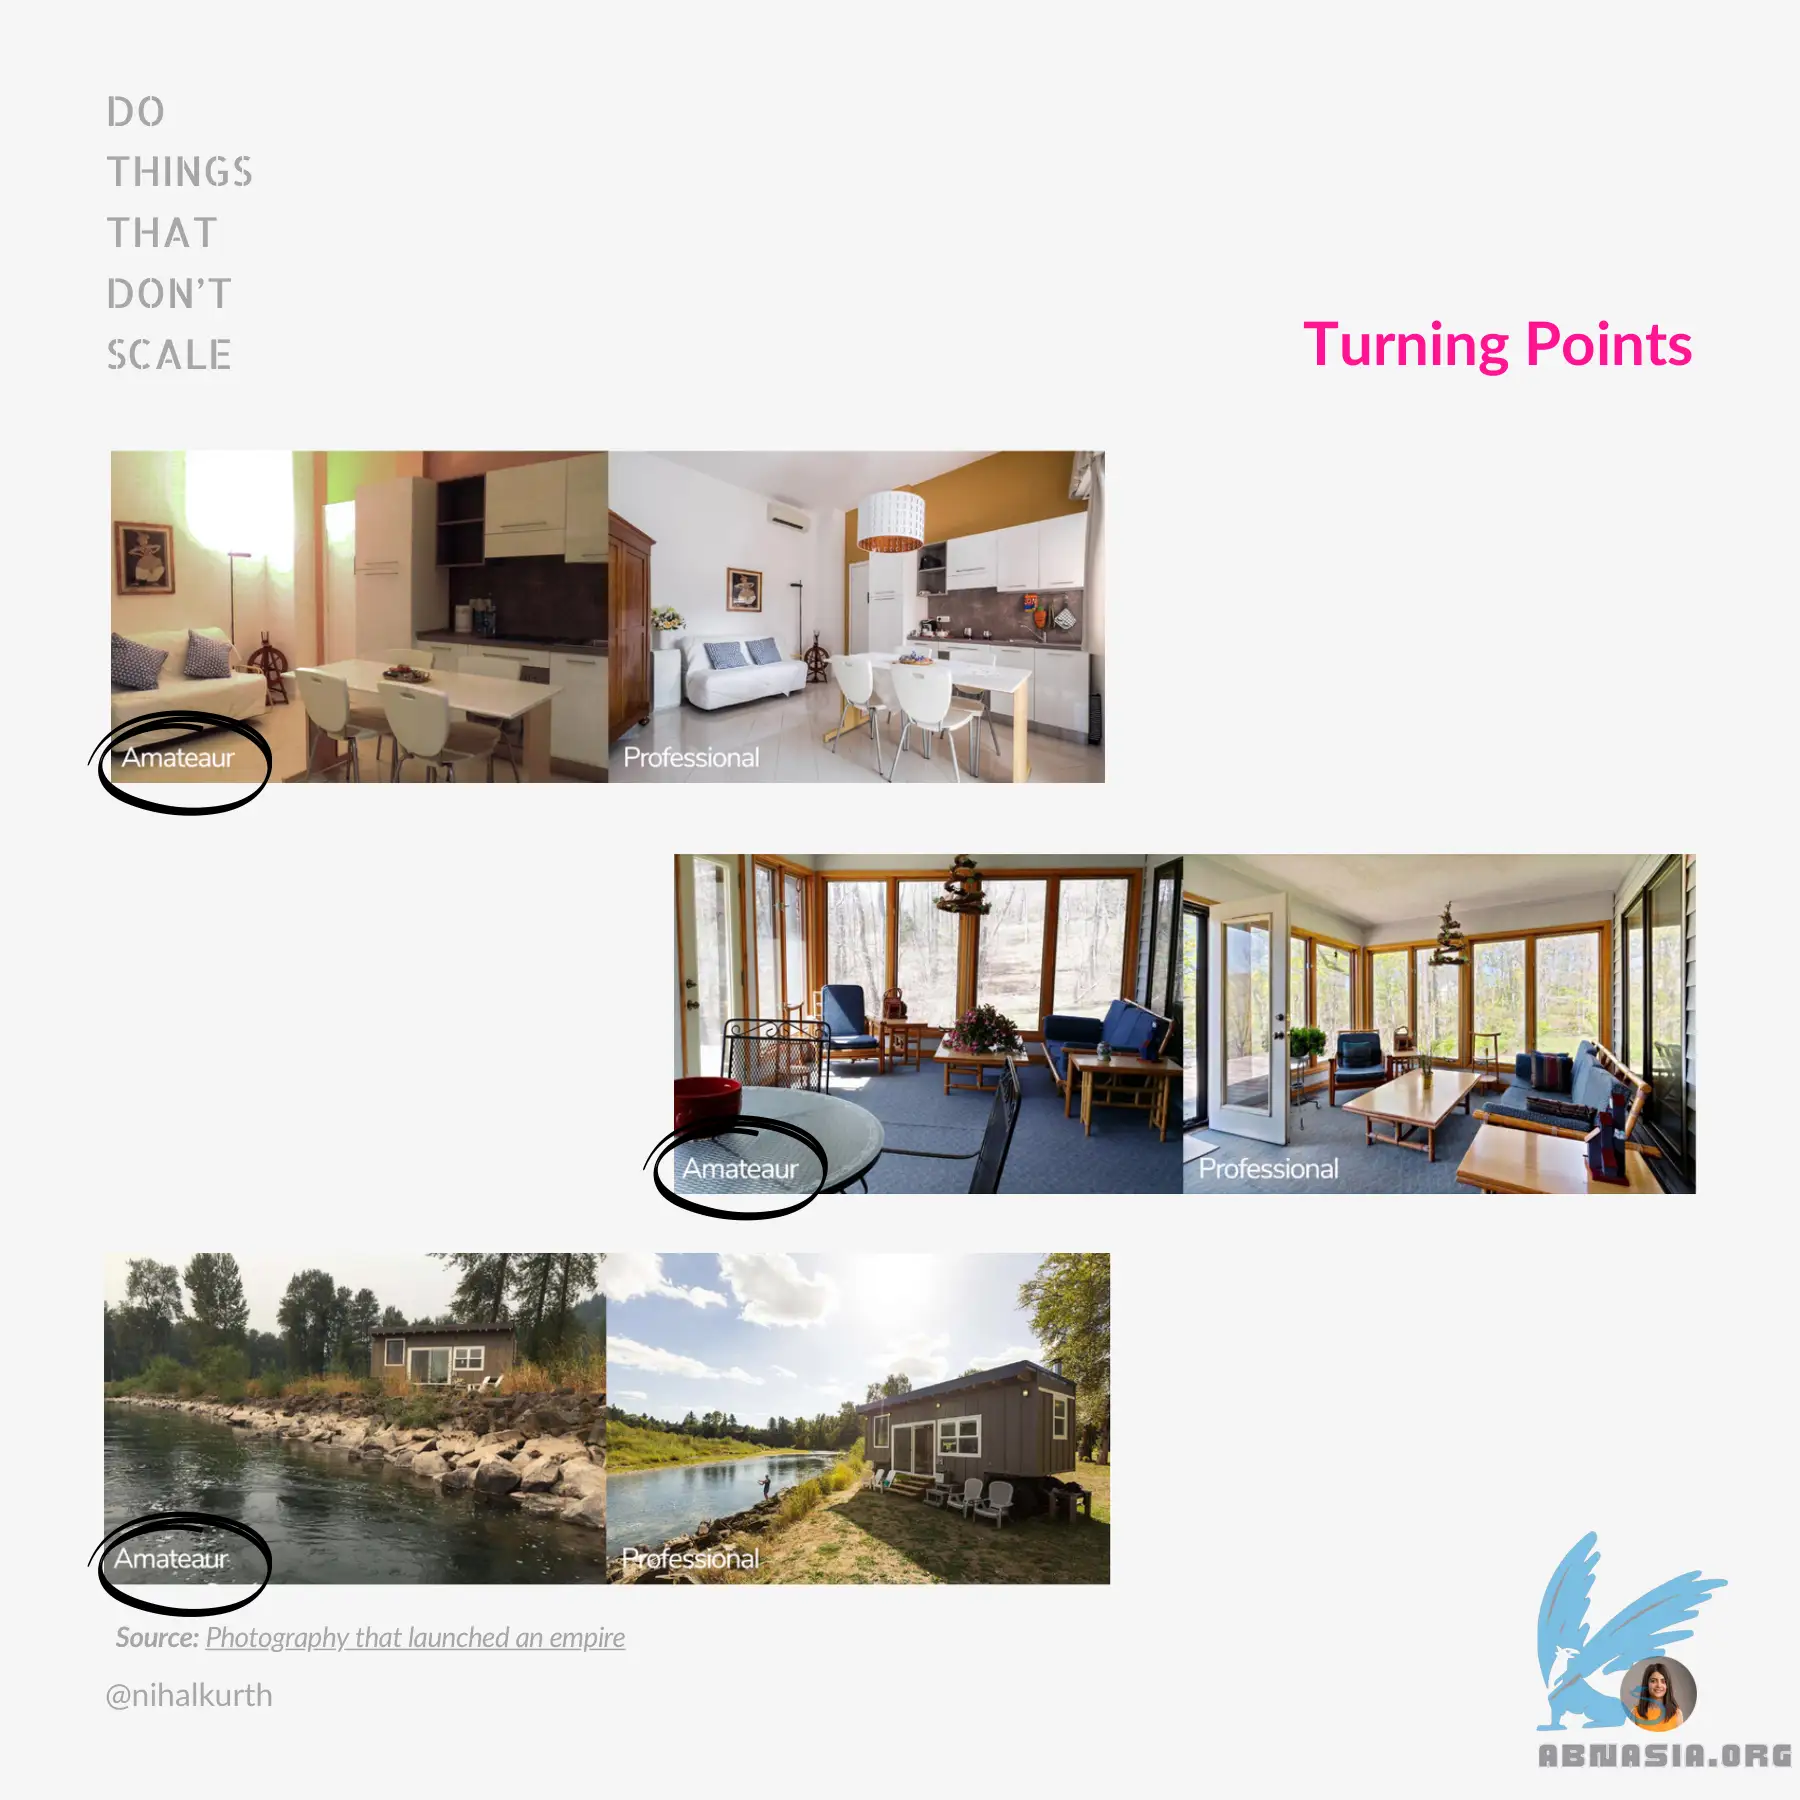 DO
THINGS
THAT
DON'T
SCALE
Turning Points
Amateaur
Professional
Amateaur
Professional
Amateaur
Professional
Source: Photography that launched an empire
@nihalkurth
ABNASIA.ORG